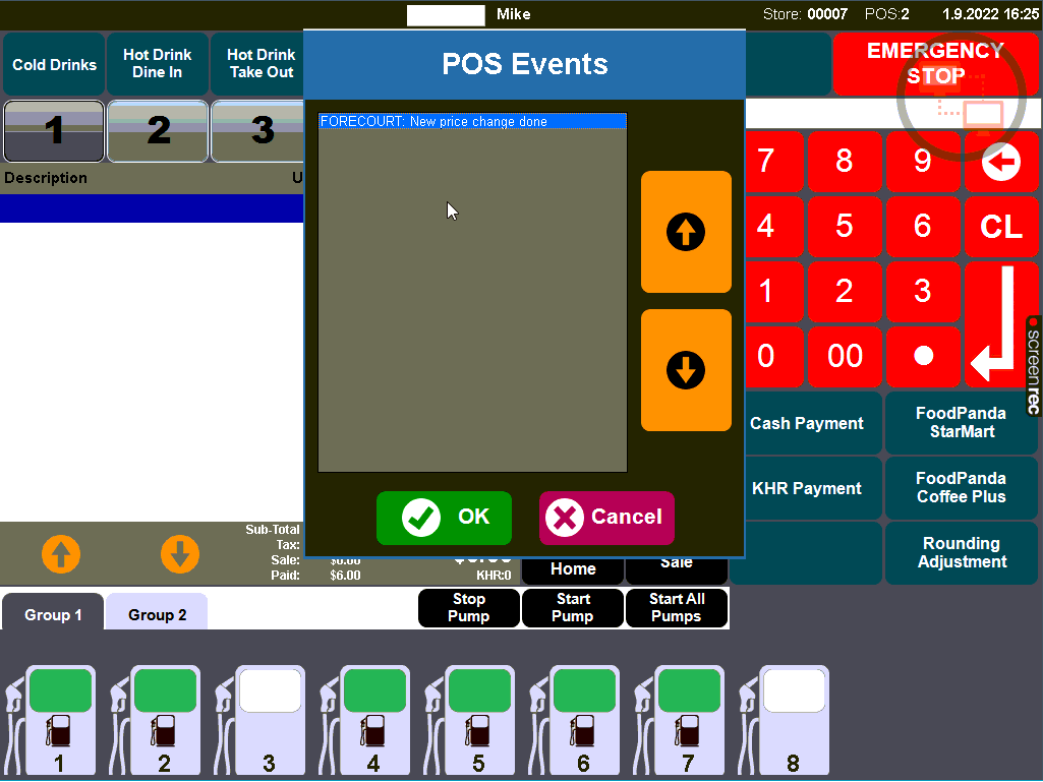 Mike
Store: 00007 POS:2 1.9.2022 16:25
Cold Drinks
Hot Drink
Dine In
Hot Drink
Take Out
POS Events
EMERGENCY
STOP
1
2
3
FORECOURT: New price change done
Description
7 8 9
4 5 6 CL
1 2 3
0 00
screenrec
Cash Payment
FoodPanda
StarMart
KHR Payment
FoodPanda
Coffee Plus
Rounding
Adjustment
OK
Cancel
Sub-Total
Tax:
Sale: $0.00
Paid: $6.00
KHR:0
Home
Sale
Group 1
Group 2
Stop
Pump
Start
Pump
Start All
Pumps
1 2 3 4 5 6 7 8